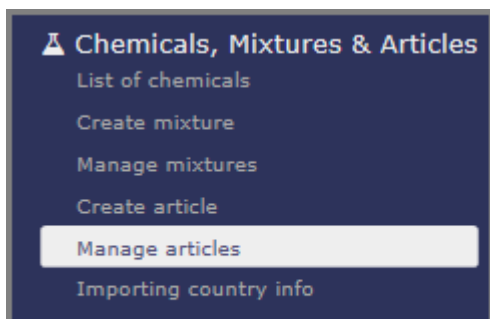 Chemicals, Mixtures & Articles
List of chemicals
Create mixture
Manage mixtures
Create article
Manage articles
Importing country info